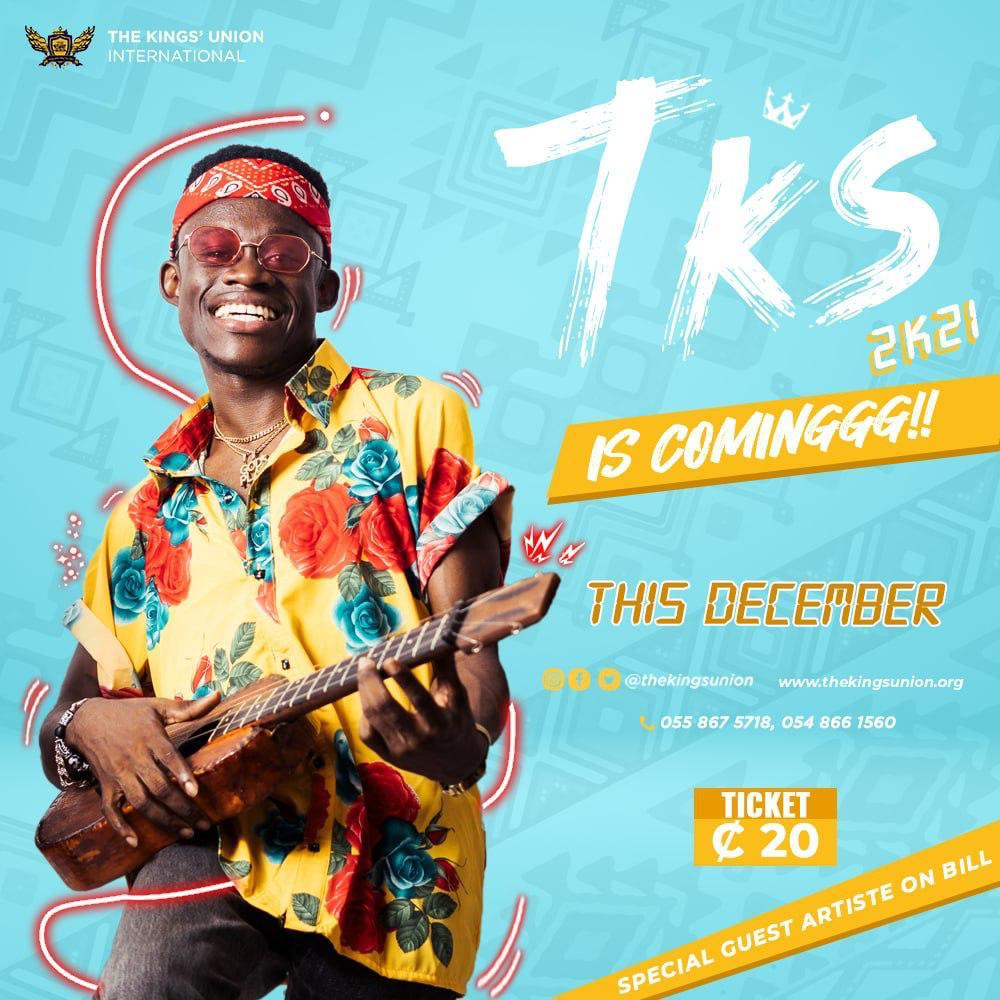 THE KINGS' UNION
INTERNATIONAL
TKS
2K21
IS COMINGGG!!
THIS DECEMBER
@thekingsunion www.thekingsunion.org
055 867 5718, 054 866 1560
TICKET
₵ 20
SPECIAL GUEST ARTISTE ON BILL